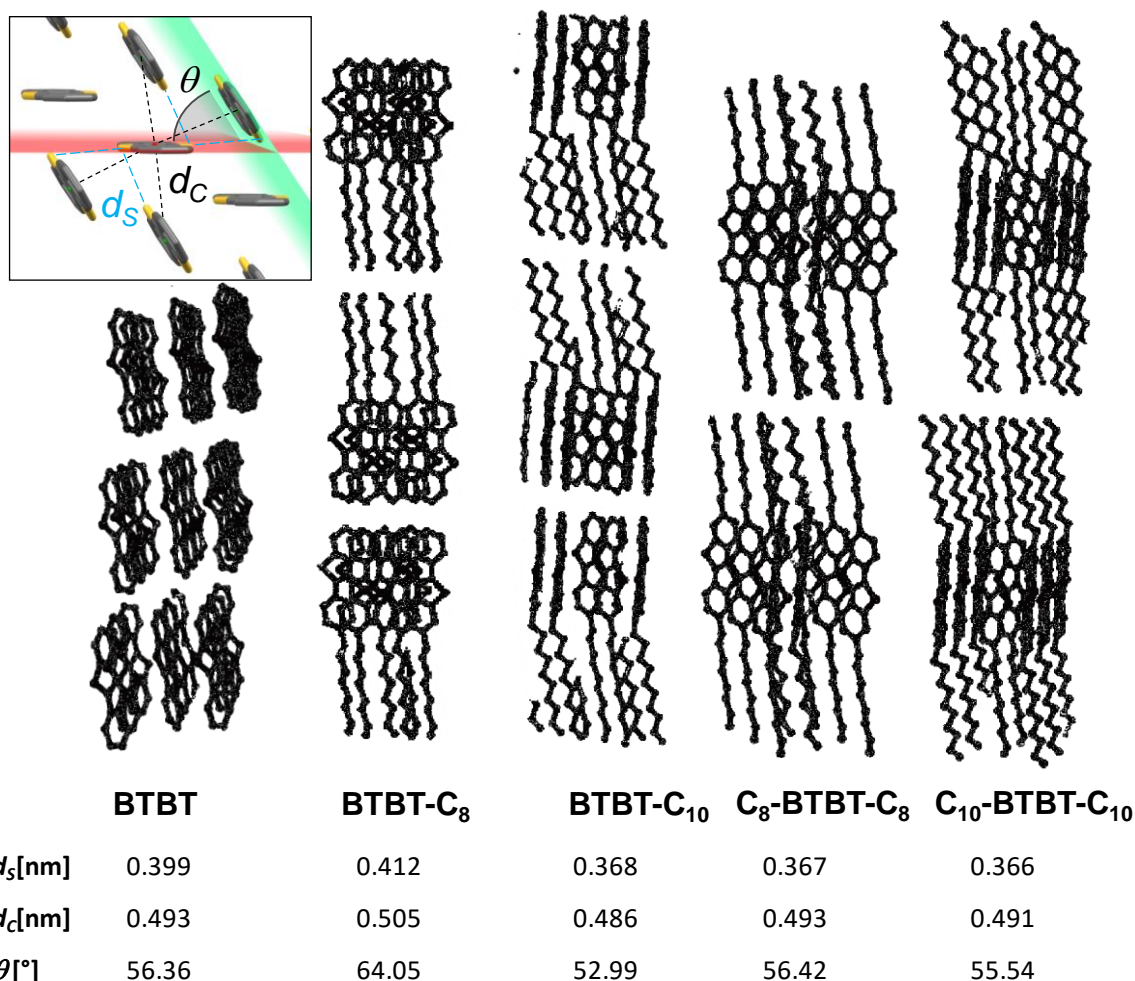 θ
d_C
d_S
BTBT BTBT-C₈ BTBT-C₁₀ C₈-BTBT-C₈ C₁₀-BTBT-C₁₀
d_S[nm] 0.399 0.412 0.368 0.367 0.366
d_C[nm] 0.493 0.505 0.486 0.493 0.491
θ[°] 56.36 64.05 52.99 56.42 55.54